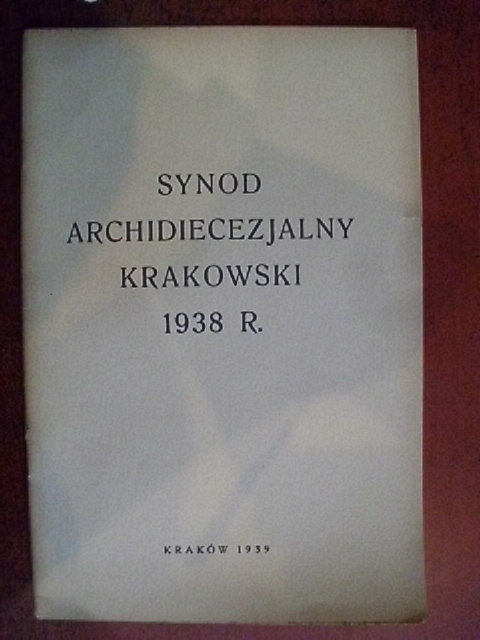 SYNOD
ARCHIDIECEZJALNY
KRAKOWSKI
1938 R.
KRAKÓW 1939